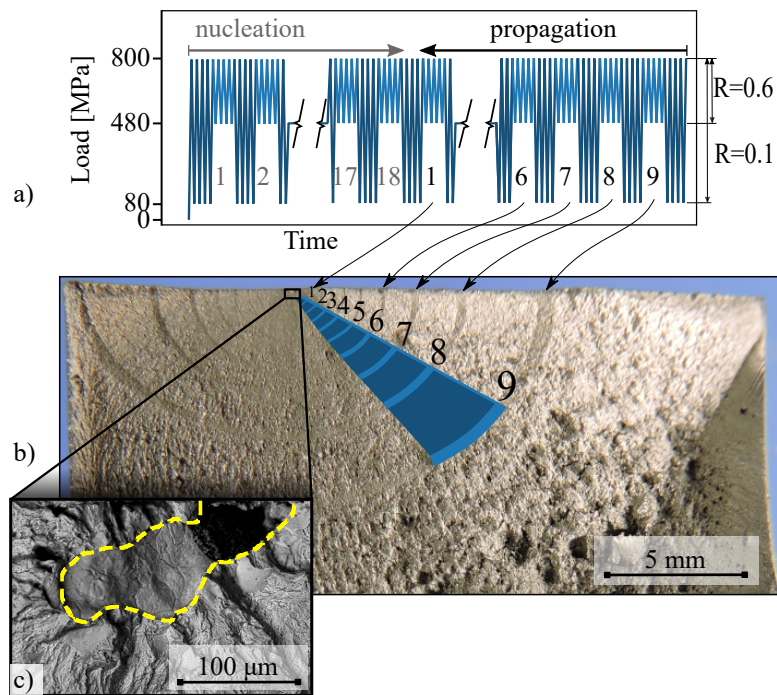 nucleation
propagation
800
480
80
0
Load [MPa]
R=0.6
R=0.1
1 2 17 18 1 6 7 8 9
a)
Time
1 2 3 4 5 6 7 8 9
b)
5 mm
100 μm
c)